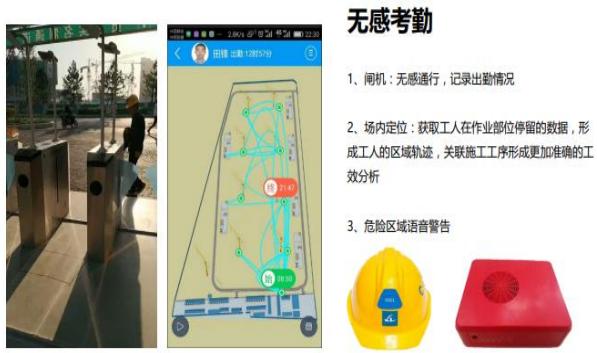 2.8K/s 4G 22:30
田锋 出勤:12时57分
终 21:47
始 08:50
无感考勤
1、闸机：无感通行，记录出勤情况
2、场内定位：获取工人在作业部位停留的数据，形
成工人的区域轨迹，关联施工工序形成更加准确的工
效分析
3、危险区域语音警告